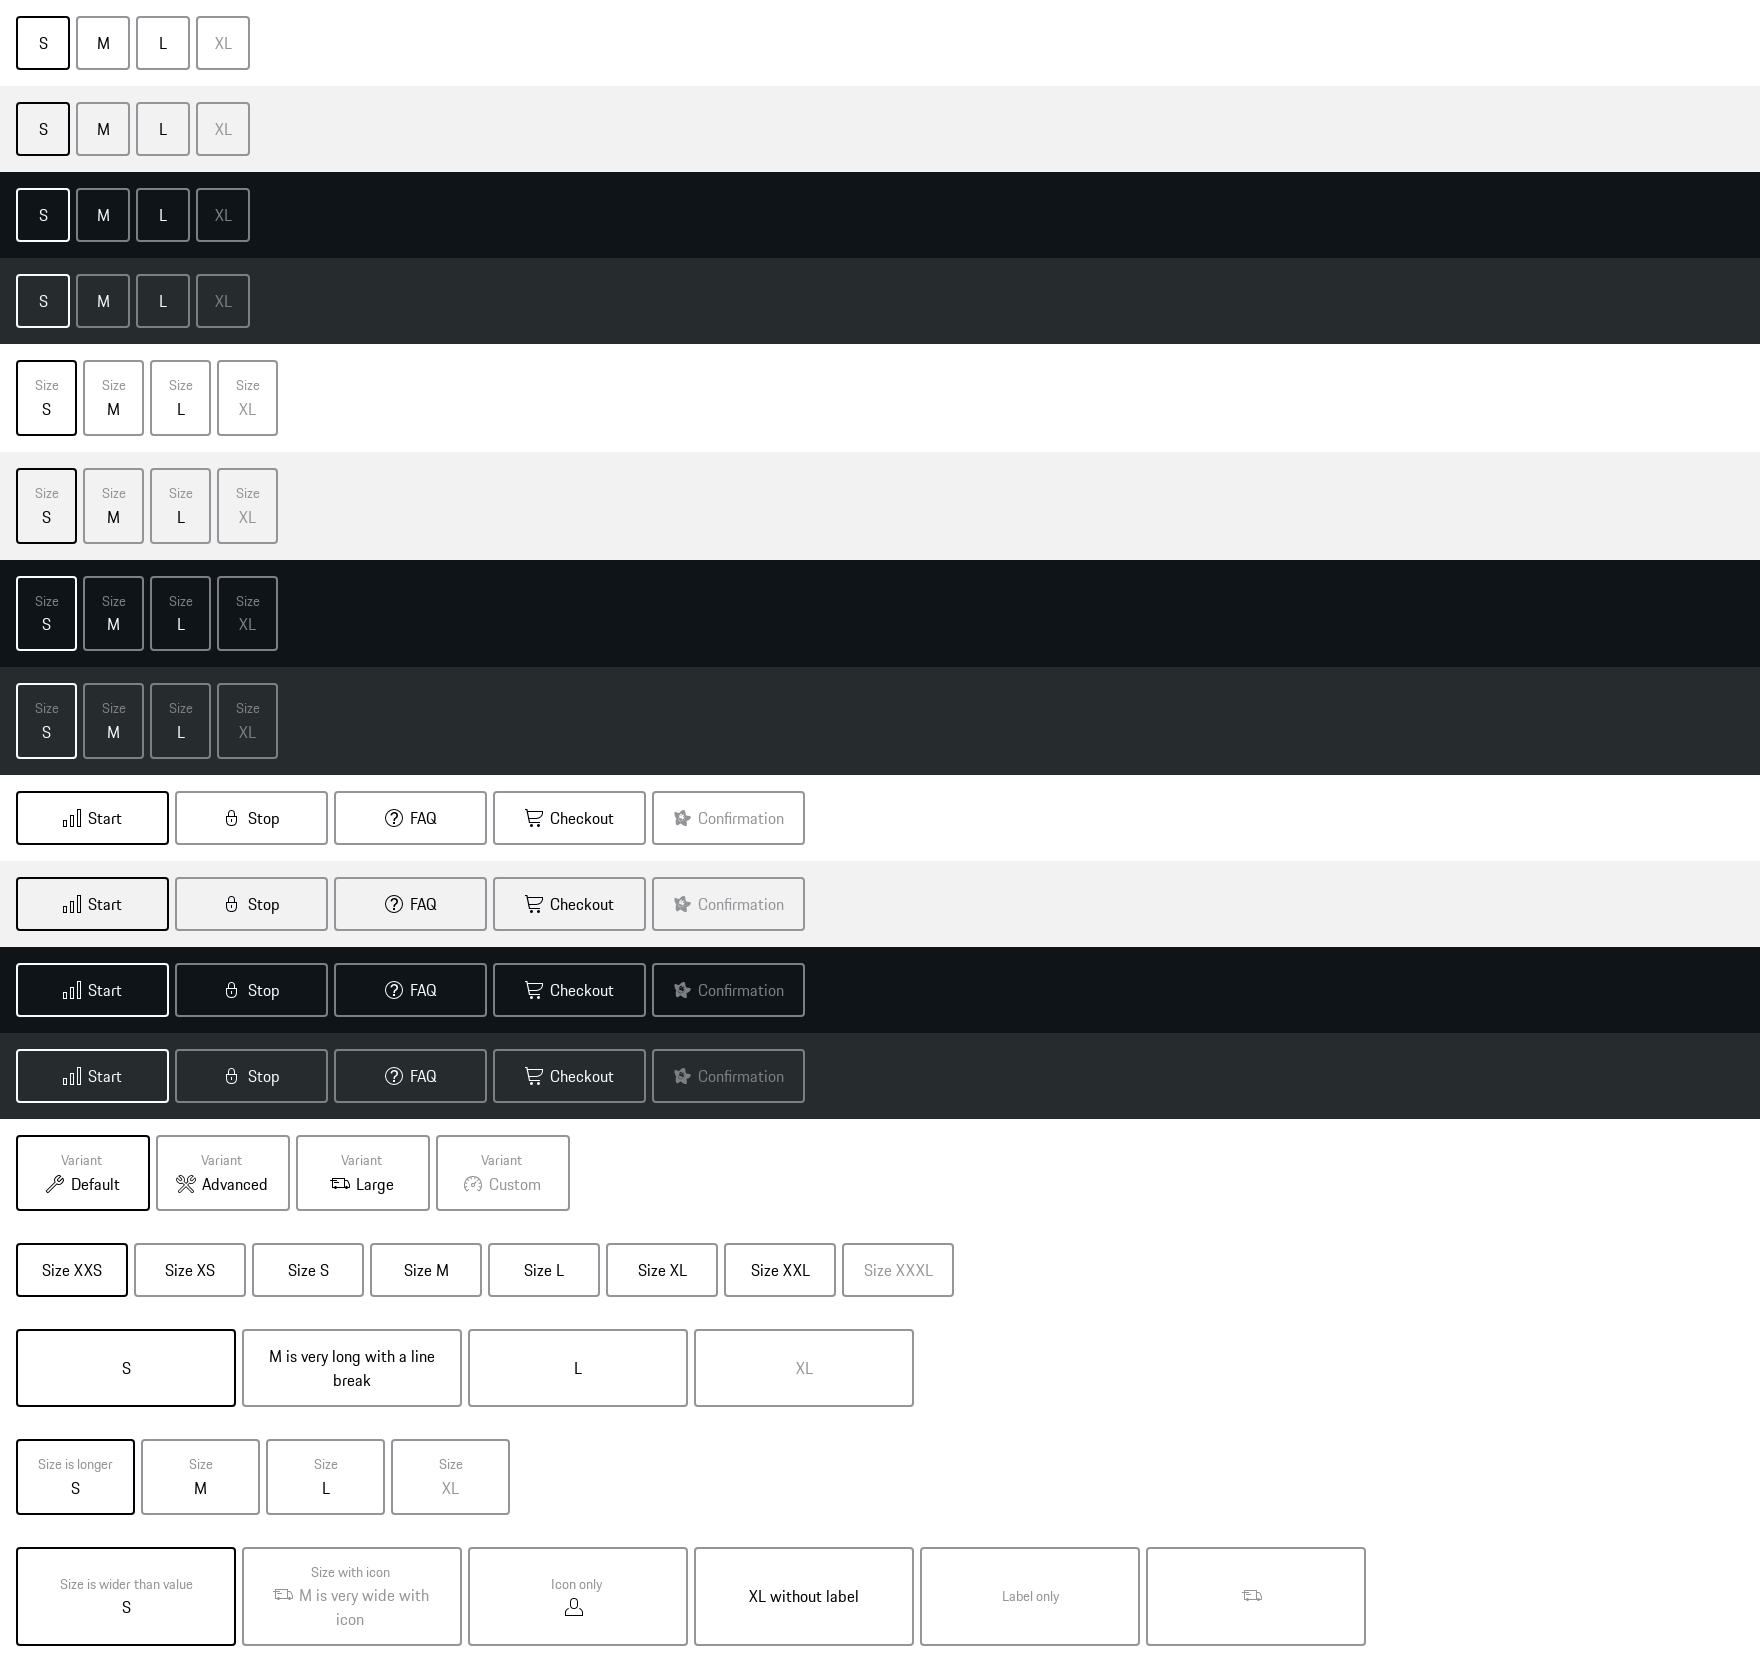 S M L XL
S M L XL
S M L XL
S M L XL
Size Size Size Size
S M L XL
Size Size Size Size
S M L XL
Size Size Size Size
S M L XL
Size Size Size Size
S M L XL
Start Stop FAQ Checkout Confirmation
Start Stop FAQ Checkout Confirmation
Start Stop FAQ Checkout Confirmation
Start Stop FAQ Checkout Confirmation
Variant Variant Variant Variant
Default Advanced Large Custom
Size XXS Size XS Size S Size M Size L Size XL Size XXL Size XXXL
S
M is very long with a line
break
L
XL
Size is longer Size Size Size
S M L XL
Size is wider than value
S
Size with icon
M is very wide with
icon
Icon only
XL without label
Label only